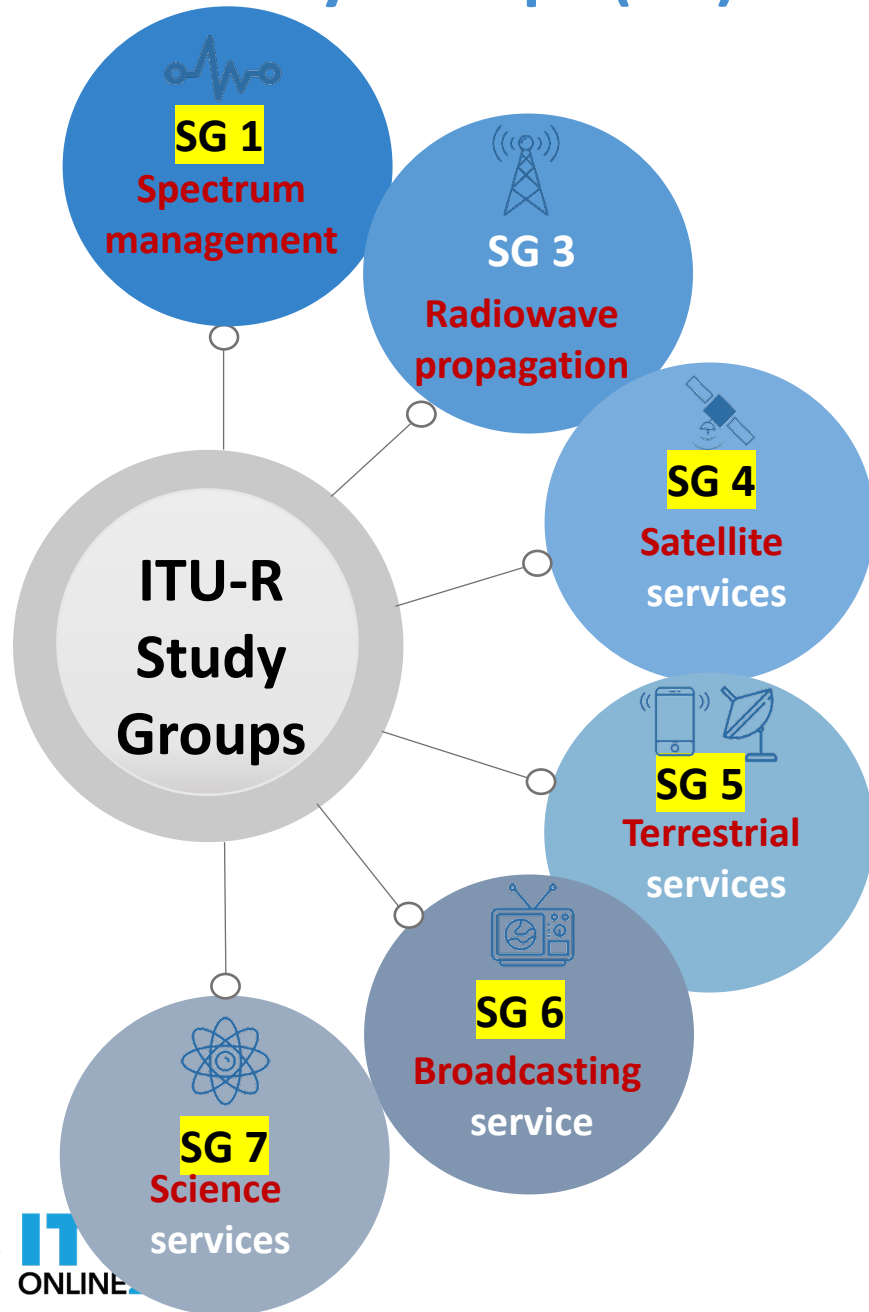 SG 1
Spectrum
management
SG 3
Radiowave
propagation
SG 4
Satellite
services
ITU-R
Study
Groups
SG 5
Terrestrial
services
SG 6
Broadcasting
service
SG 7
Science
services
IT
ONLINE